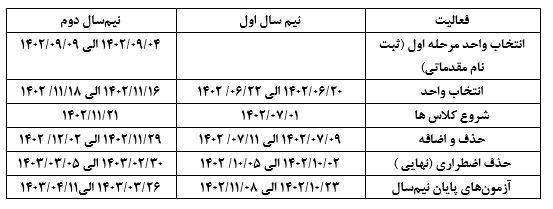 فعالیت نیم سال اول نیم‌سال دوم
انتخاب واحد مرحله اول (ثبت نام مقدماتی) ۱۴۰۲/۰۹/۰۴ الی ۱۴۰۲/۰۹/۰۹
انتخاب واحد ۱۴۰۲/۰۶/۲۰ الی ۰۶/۲۲/ ۱۴۰۲ ۱۴۰۲/۱۱/۱۶ الی ۱۱/۱۸/ ۱۴۰۲
شروع کلاس ها ۱۴۰۲/۰۷/۰۱ ۱۴۰۲/۱۱/۲۱
حذف و اضافه ۱۴۰۲/۰۷/۰۹ الی ۰۷/۱۱/ ۱۴۰۲ ۱۴۰۲/۱۱/۲۹ الی ۱۲/۰۲/ ۱۴۰۲
حذف اضطراری (نهایی ) ۱۴۰۲/۱۰/۰۲ الی ۱۰/۰۵/ ۱۴۰۲ ۱۴۰۳/۰۲/۳۰ الی ۱۴۰۳/۰۳/۰۵
آزمون‌های پایان نیم‌سال ۱۴۰۲/۱۰/۲۳ الی ۱۴۰۲/۱۱/۰۸ ۱۴۰۳/۰۳/۲۶ الی۱۴۰۳/۰۴/۱۱